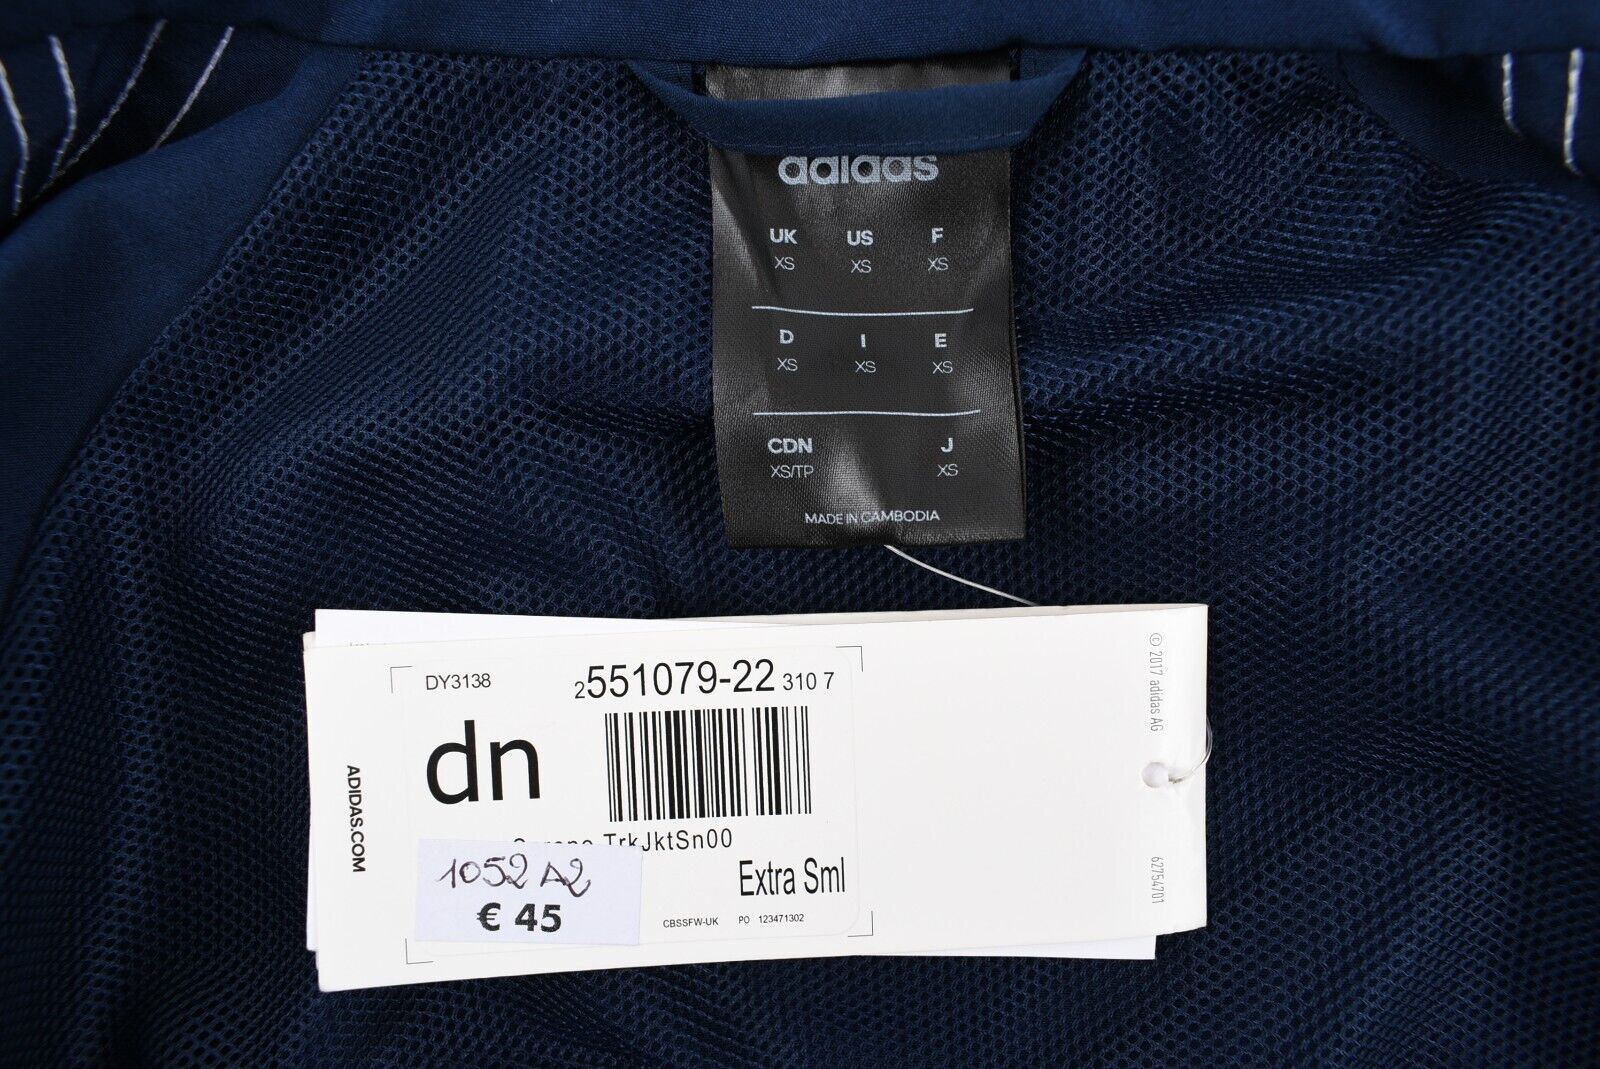 adidas
UK US F
XS XS XS
D I E
XS XS XS
CDN J
XS/TP XS
MADE IN CAMBODIA
DY3138
2551079-22 310 7
dn
TrkJktSn00
1052 A2
€ 45
Extra Sml
CBSSFW-UK PO 123471302
ADIDAS.COM
© 2017 adidas AG
62754701